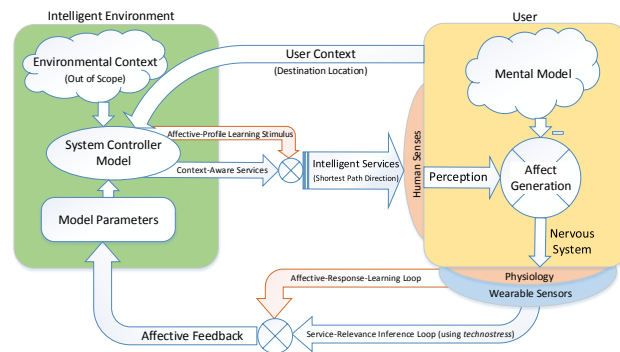 Intelligent Environment
User
Environmental Context
(Out of Scope)
User Context
(Destination Location)
Mental Model
System Controller
Model
Affective-Profile Learning Stimulus
Context-Aware Services
Intelligent Services
(Shortest Path Direction)
Human Senses
Perception
Affect
Generation
Model Parameters
Nervous
System
Physiology
Wearable Sensors
Affective-Response-Learning Loop
Affective Feedback
Service-Relevance Inference Loop (using technostress)